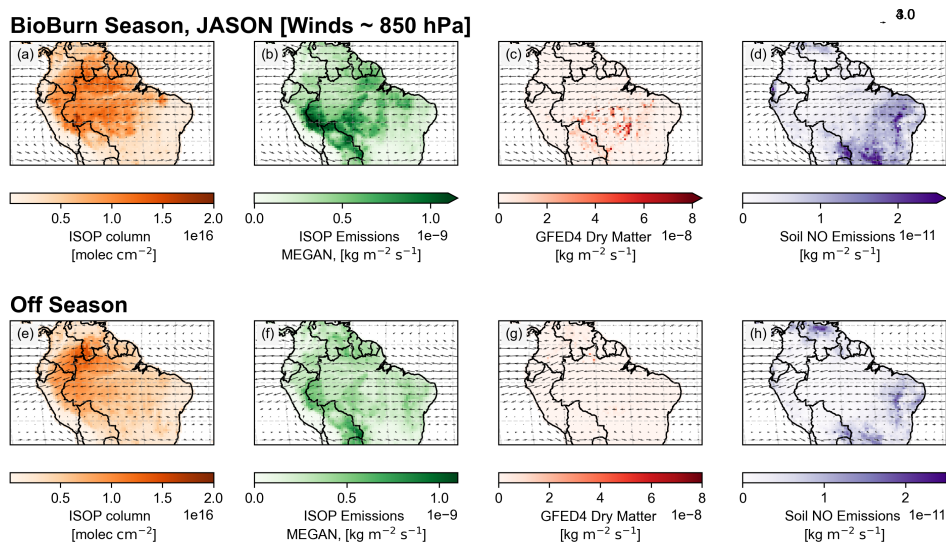 3.0
BioBurn Season, JASON [Winds ~ 850 hPa]
(a) (b) (c) (d)
0.5 1.0 1.5 2.0 0.0 0.5 1.0 0 2 4 6 8 0 1 2
ISOP column 1e16 ISOP Emissions 1e−9 GFED4 Dry Matter 1e−8 Soil NO Emissions 1e−11
[molec cm⁻²] MEGAN, [kg m⁻² s⁻¹] [kg m⁻² s⁻¹] [kg m⁻² s⁻¹]
Off Season
(e) (f) (g) (h)
0.5 1.0 1.5 2.0 0.0 0.5 1.0 0 2 4 6 8 0 1 2
ISOP column 1e16 ISOP Emissions 1e−9 GFED4 Dry Matter 1e−8 Soil NO Emissions 1e−11
[molec cm⁻²] MEGAN, [kg m⁻² s⁻¹] [kg m⁻² s⁻¹] [kg m⁻² s⁻¹]